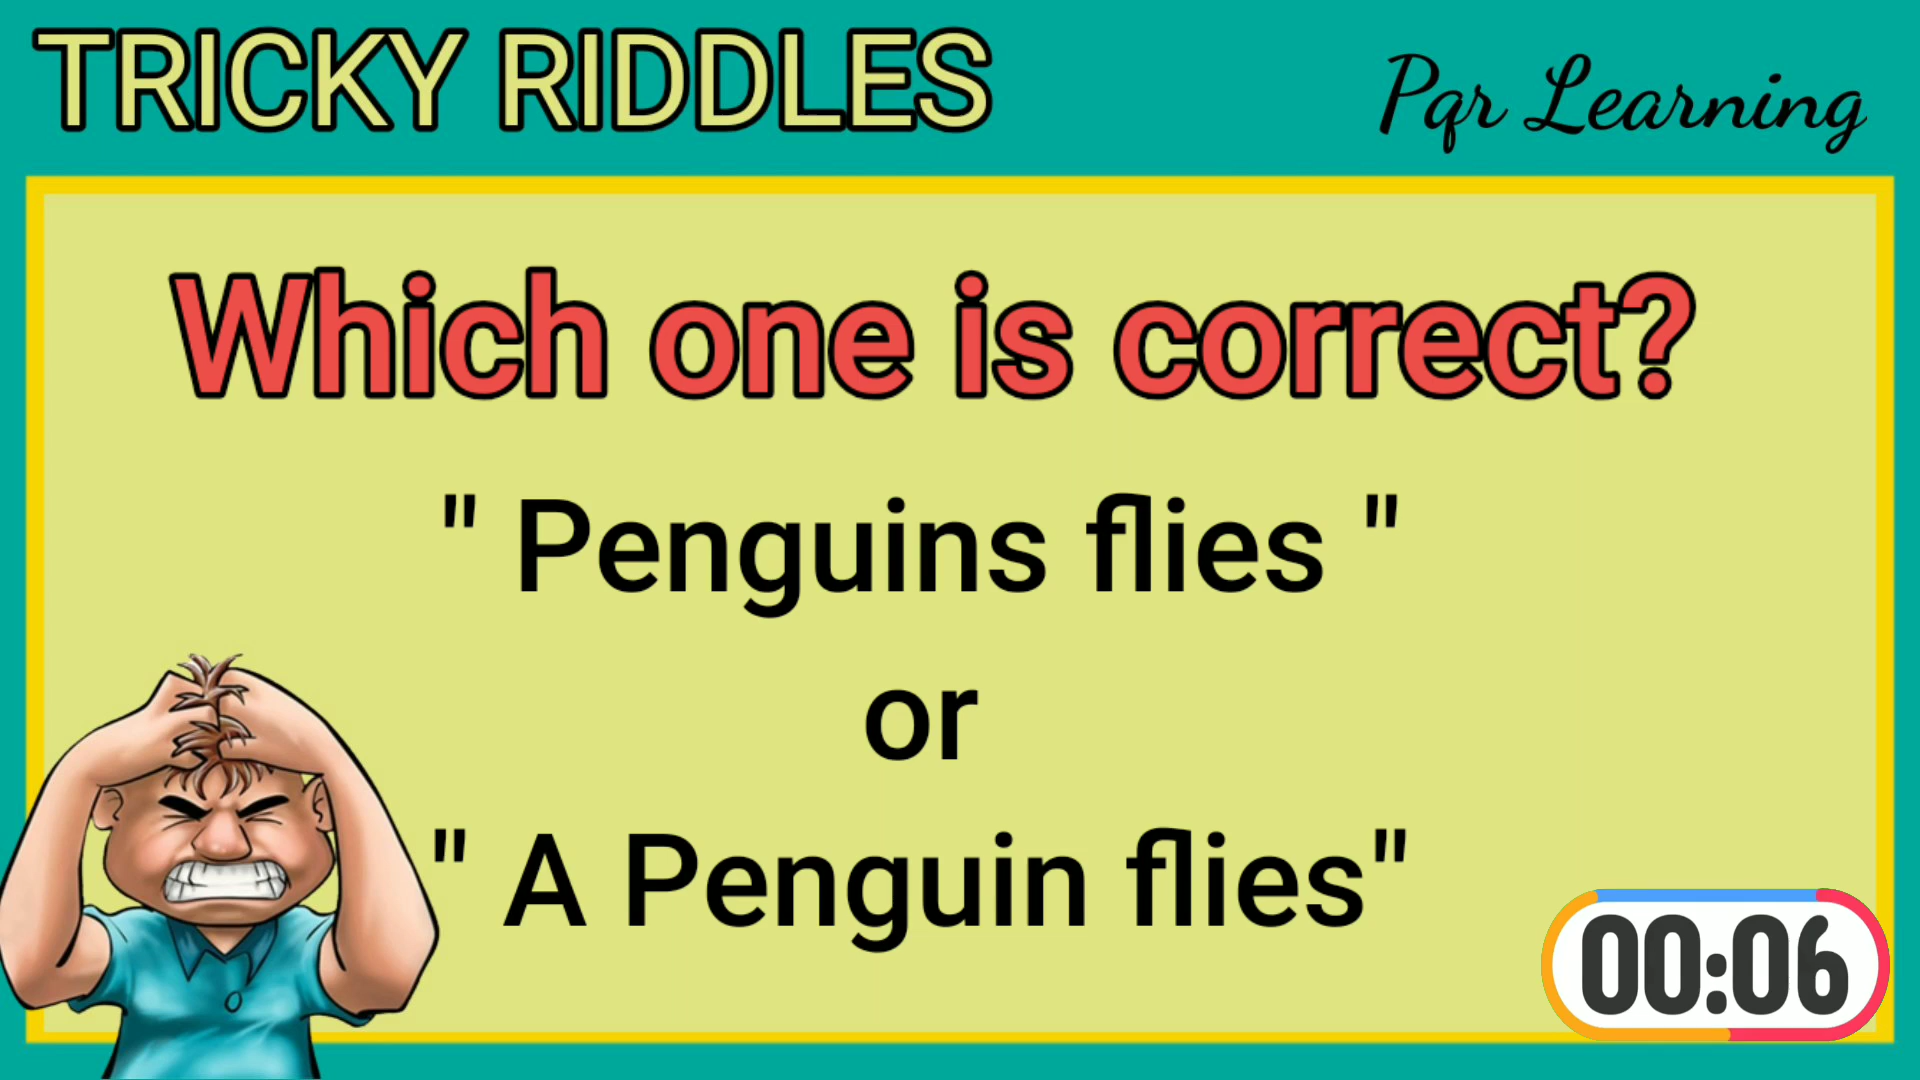 TRICKY RIDDLES
Pqr Learning
Which one is correct?
" Penguins flies "
or
" A Penguin flies"
00:06